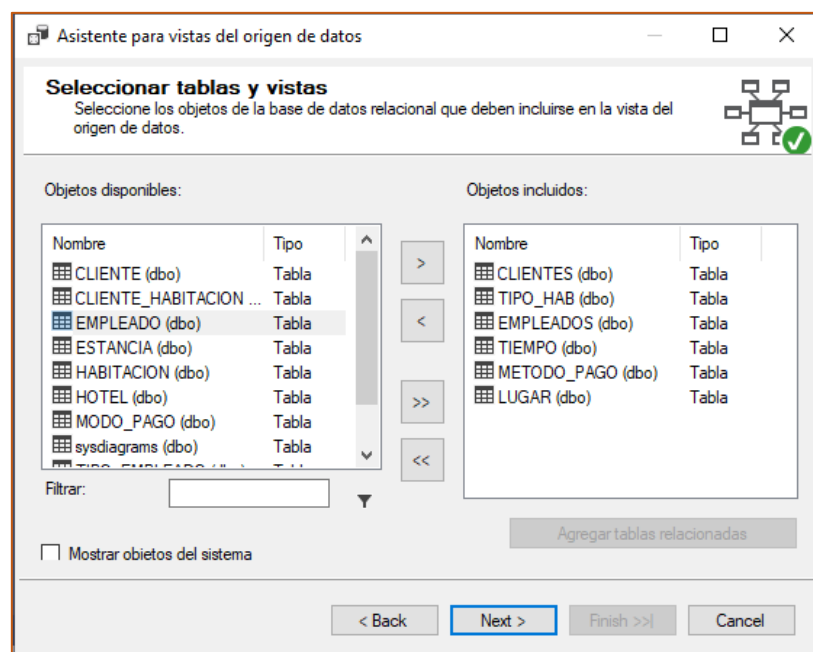 Asistente para vistas del origen de datos
Seleccionar tablas y vistas
Seleccione los objetos de la base de datos relacional que deben incluirse en la vista del
origen de datos.
Objetos disponibles:
Nombre Tipo
CLIENTE (dbo) Tabla
CLIENTE_HABITACION ... Tabla
EMPLEADO (dbo) Tabla
ESTANCIA (dbo) Tabla
HABITACION (dbo) Tabla
HOTEL (dbo) Tabla
MODO_PAGO (dbo) Tabla
sysdiagrams (dbo) Tabla
>
<
>>
<<
Objetos incluidos:
Nombre Tipo
CLIENTES (dbo) Tabla
TIPO_HAB (dbo) Tabla
EMPLEADOS (dbo) Tabla
TIEMPO (dbo) Tabla
METODO_PAGO (dbo) Tabla
LUGAR (dbo) Tabla
Filtrar:
Agregar tablas relacionadas
Mostrar objetos del sistema
< Back Next > Finish >>| Cancel